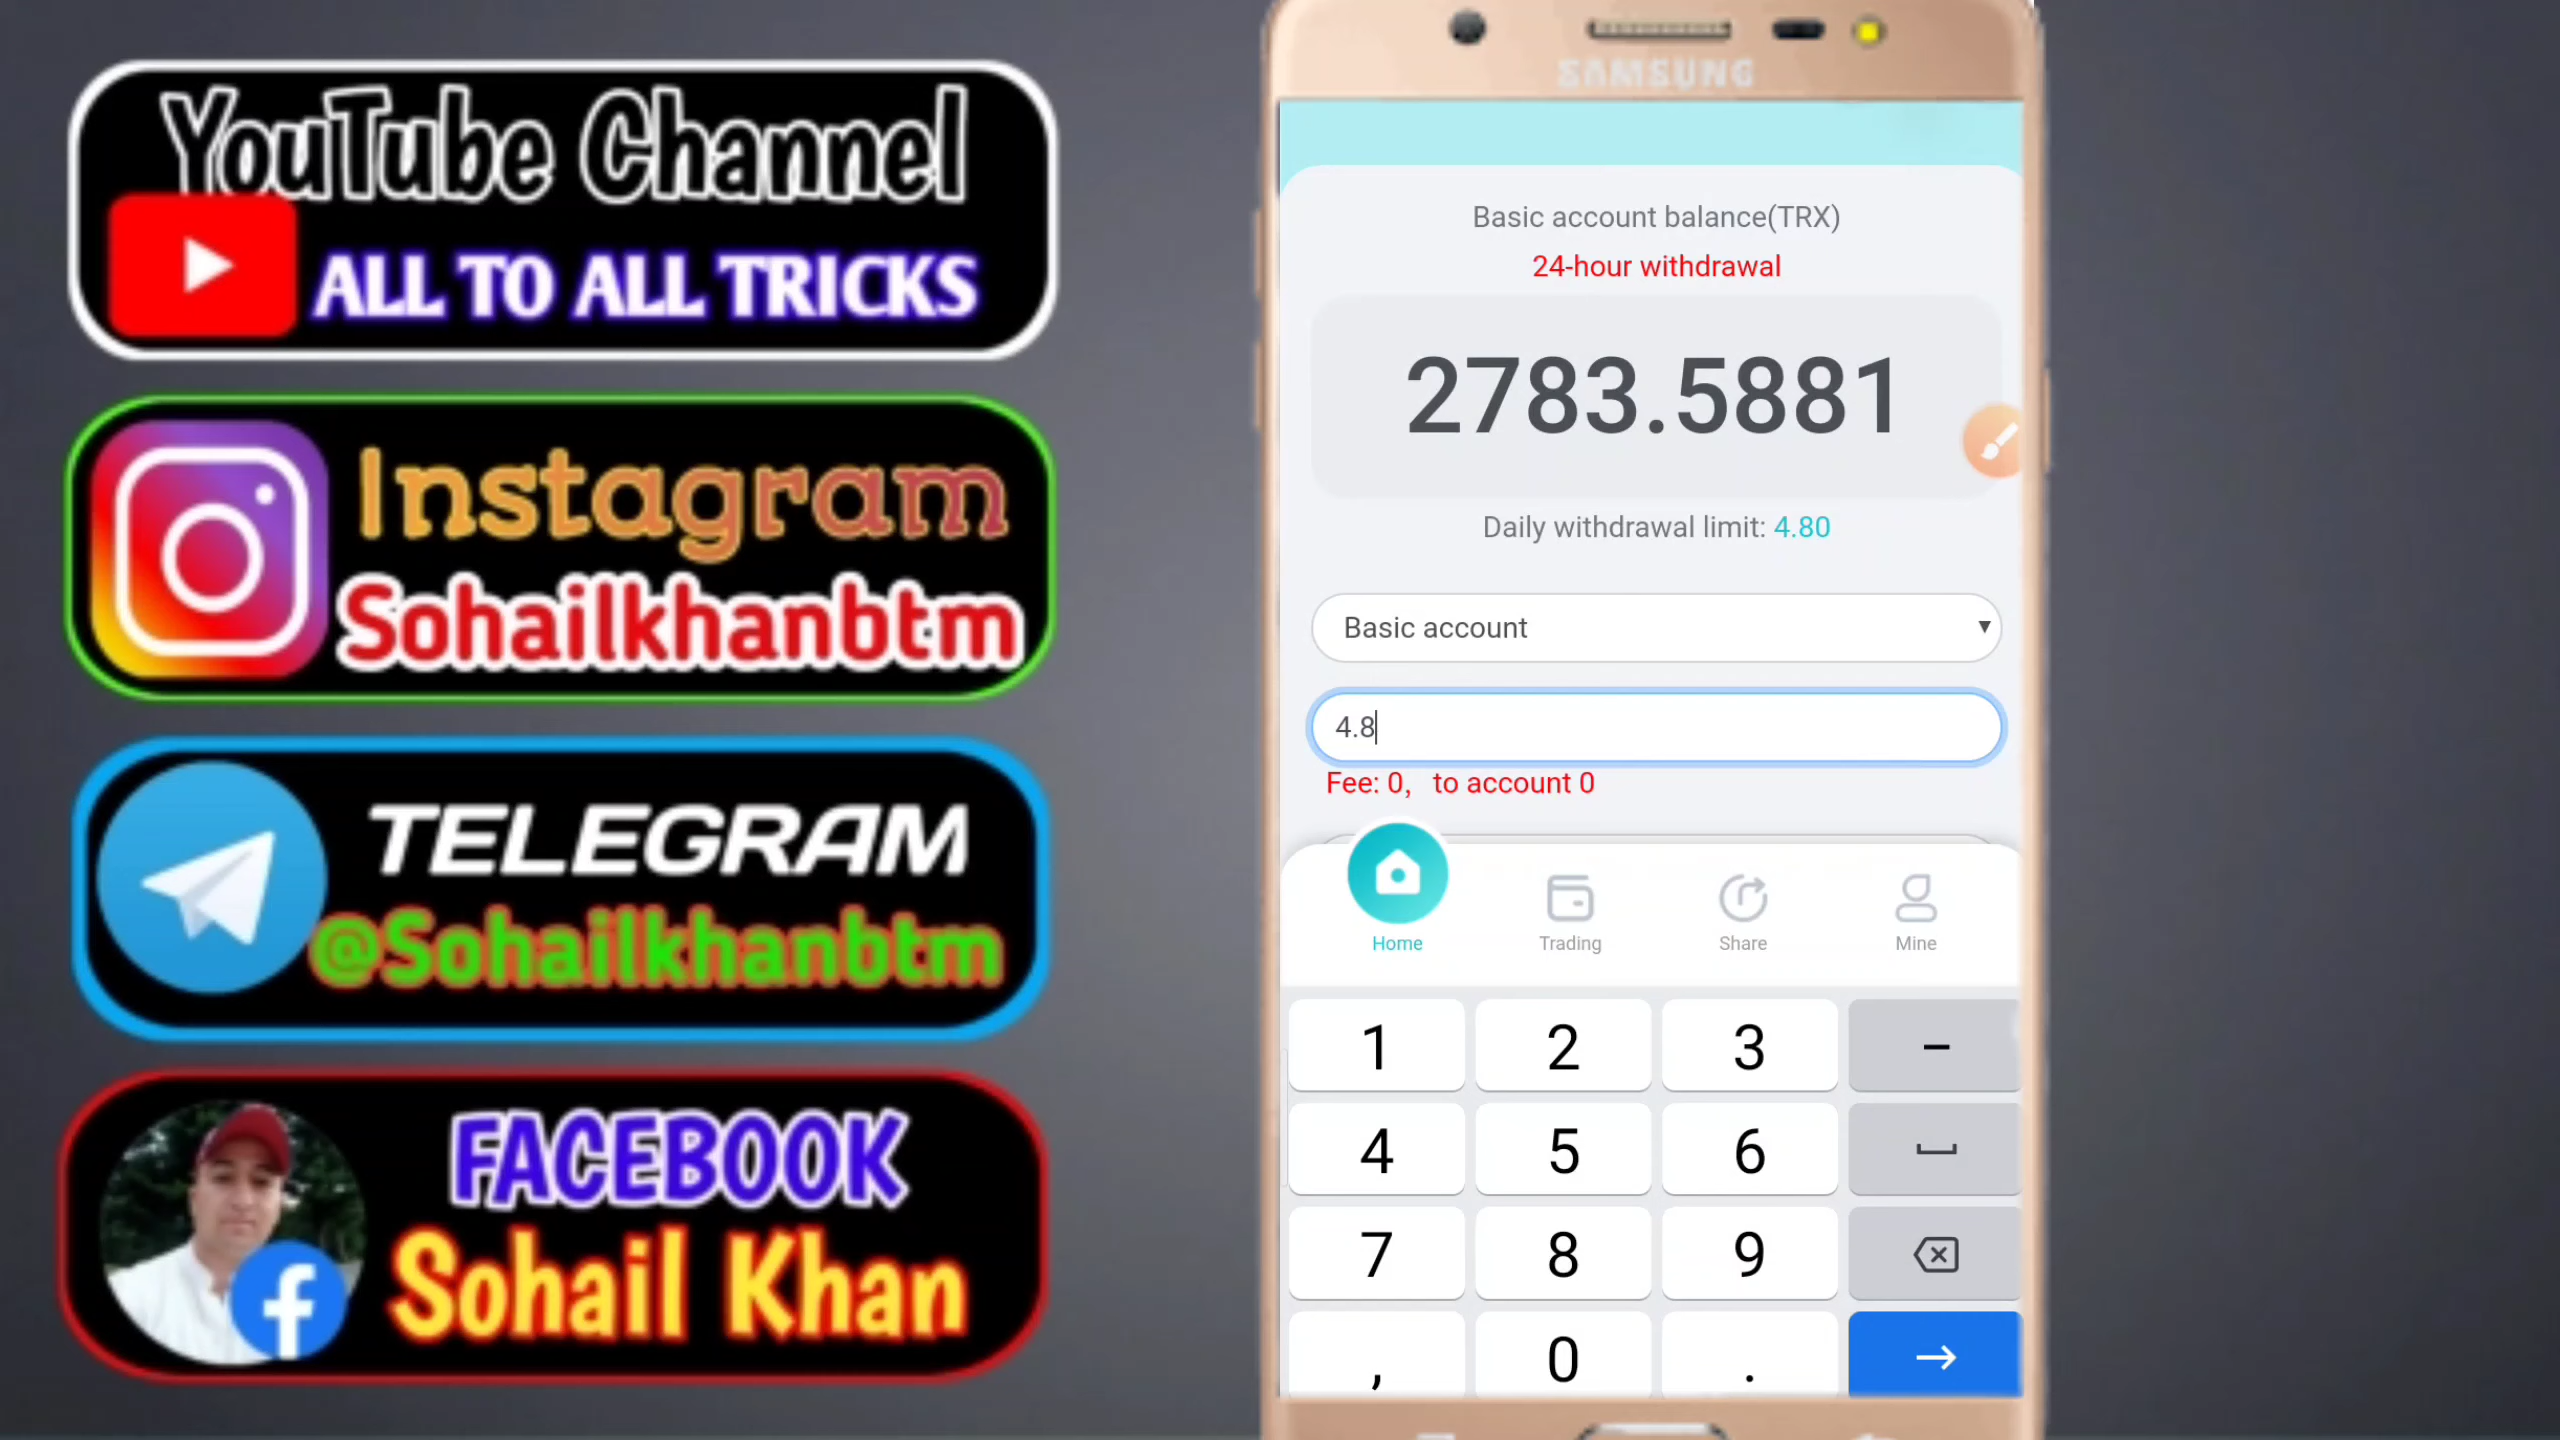 YouTube Channel
ALL TO ALL TRICKS
Instagram
Sohailkhanbtm
TELEGRAM
@Sohailkhanbtm
FACEBOOK
Sohail Khan
SAMSUNG
Basic account balance(TRX)
24-hour withdrawal
2783.5881
Daily withdrawal limit: 4.80
Basic account
4.8
Fee: 0, to account 0
Home Trading Share Mine
1 2 3 –
4 5 6
7 8 9
, 0 .